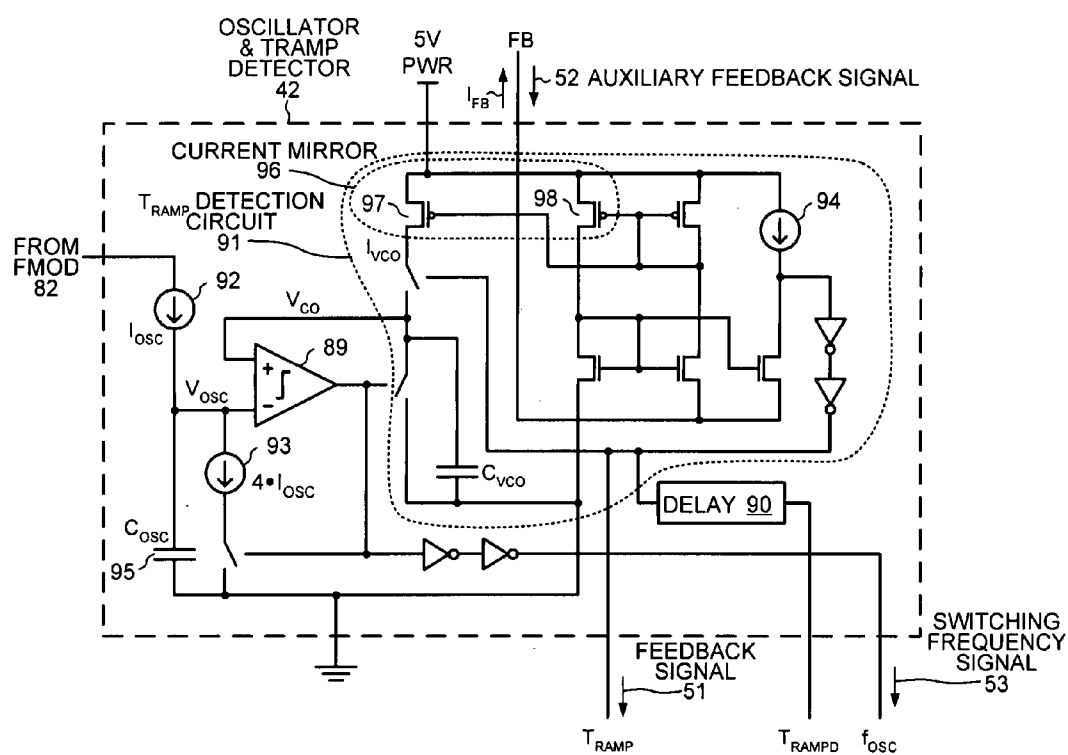 OSCILLATOR
& TRAMP
DETECTOR
42
5V
PWR
FB
I_FB
52 AUXILIARY FEEDBACK SIGNAL
CURRENT MIRROR
96
T_RAMP DETECTION
CIRCUIT
91
97
98
94
I_VCO
FROM
FMOD
82
92
I_OSC
V_CO
89
+
-
V_OSC
93
4•I_OSC
C_VCO
C_OSC
95
DELAY 90
FEEDBACK
SIGNAL
51
SWITCHING
FREQUENCY
SIGNAL
53
T_RAMP
T_RAMPD
f_OSC